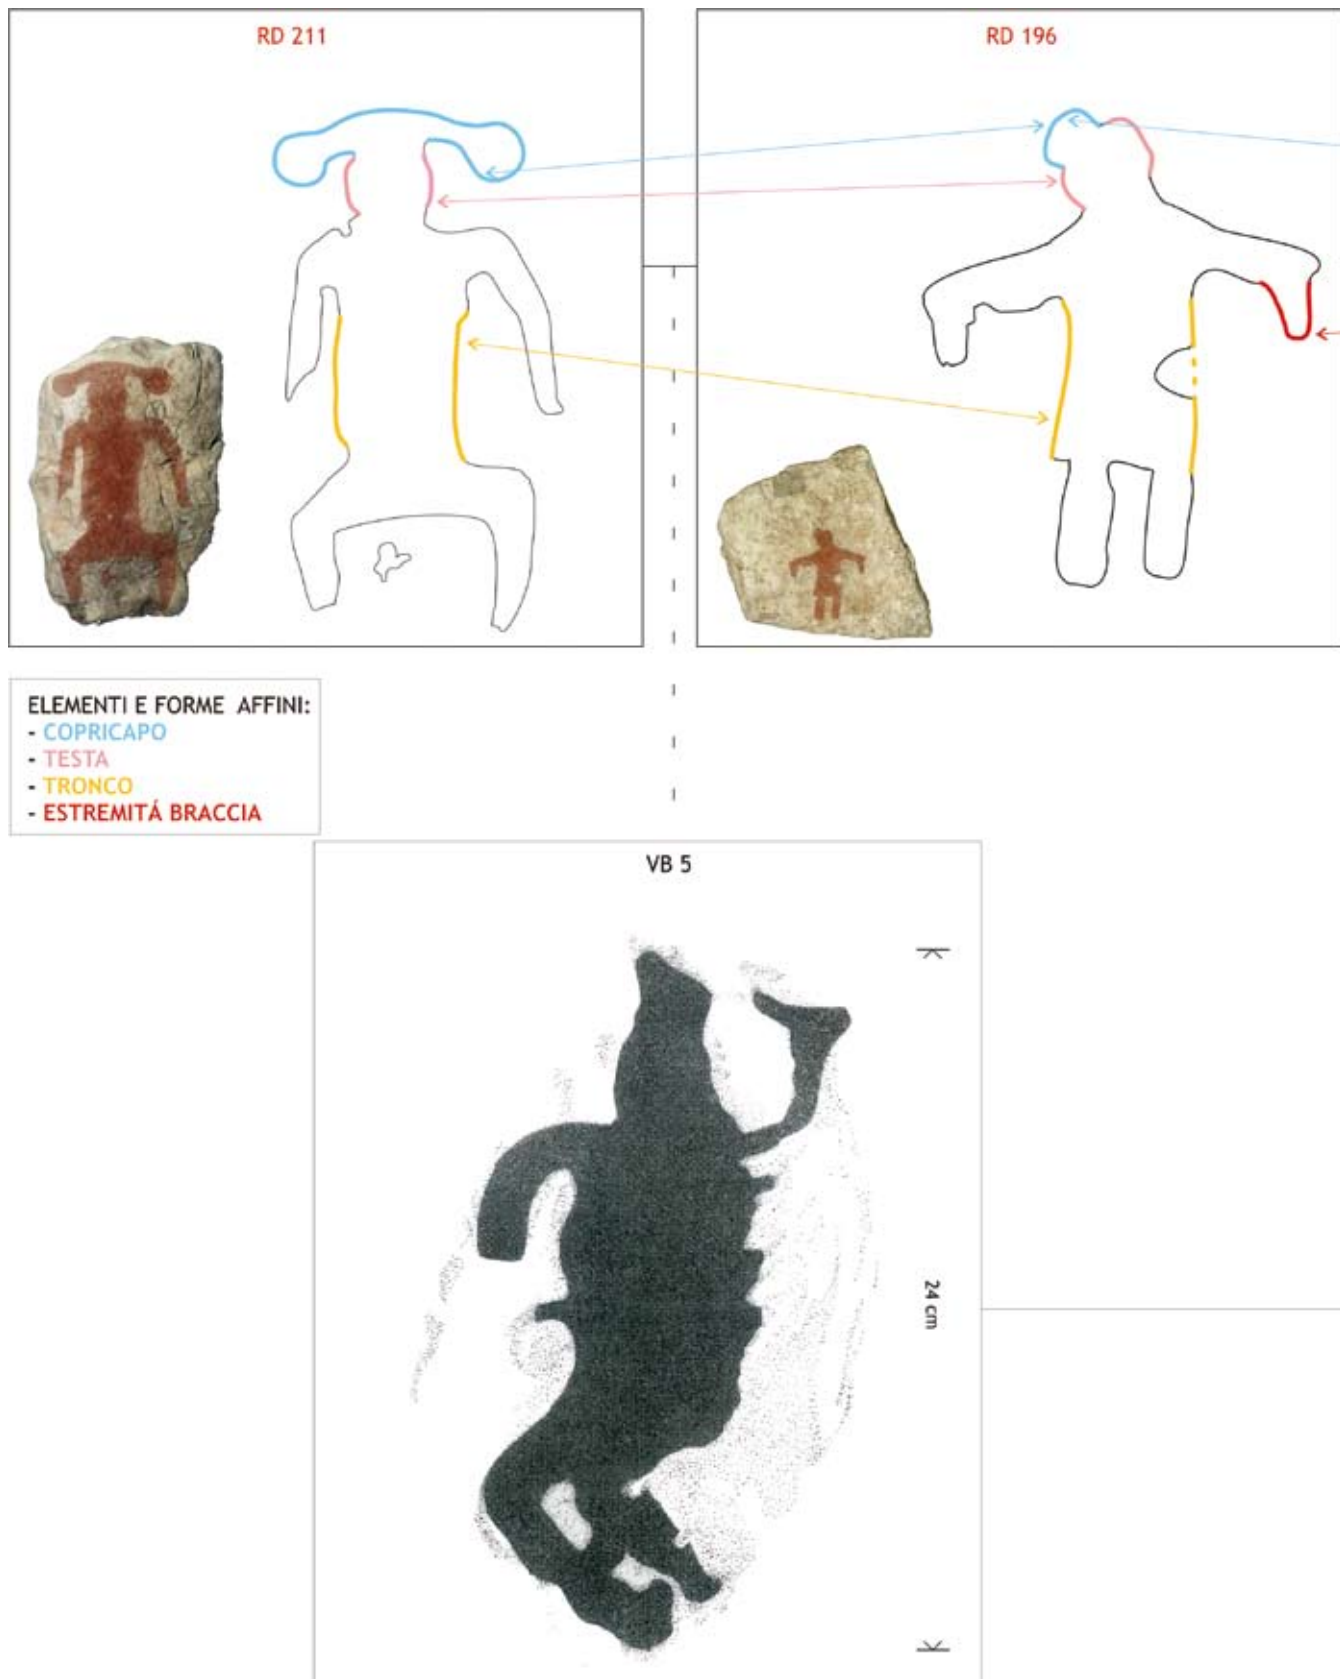 RD 211
RD 196
ELEMENTI E FORME AFFINI:
- COPRICAPO
- TESTA
- TRONCO
- ESTREMITÁ BRACCIA
VB 5
24 cm